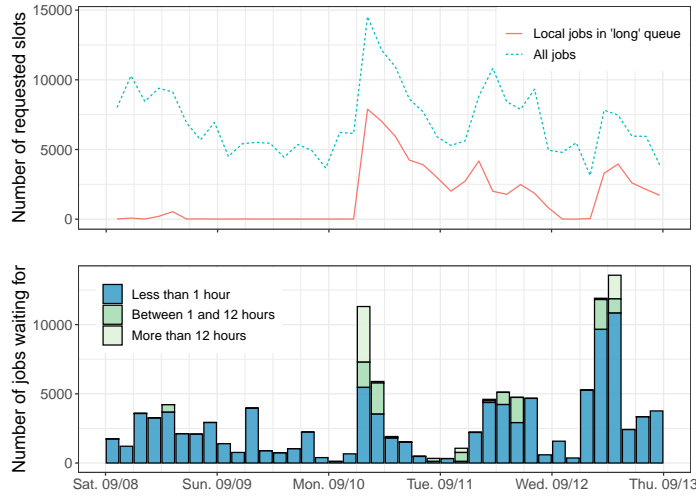 Number of requested slots
15000
10000
5000
0
Local jobs in 'long' queue
All jobs
Number of jobs waiting for
10000
5000
0
Less than 1 hour
Between 1 and 12 hours
More than 12 hours
Sat. 09/08 Sun. 09/09 Mon. 09/10 Tue. 09/11 Wed. 09/12 Thu. 09/13